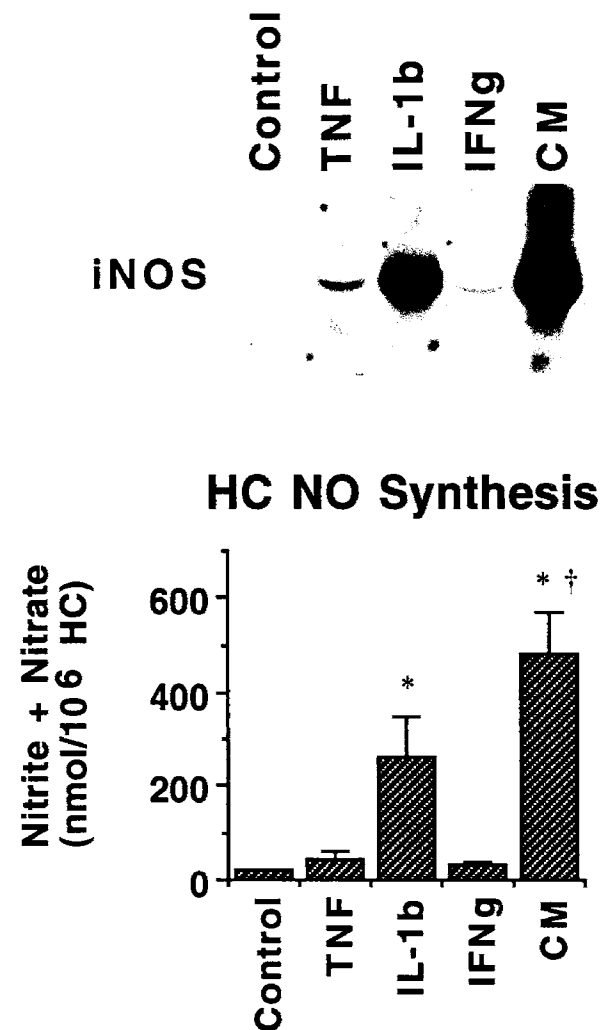 Control
TNF
IL-1b
IFNg
CM
iNOS
HC NO Synthesis
Nitrite + Nitrate
(nmol/10 6 HC)
600
400
200
0
*
* †
Control
TNF
IL-1b
IFNg
CM